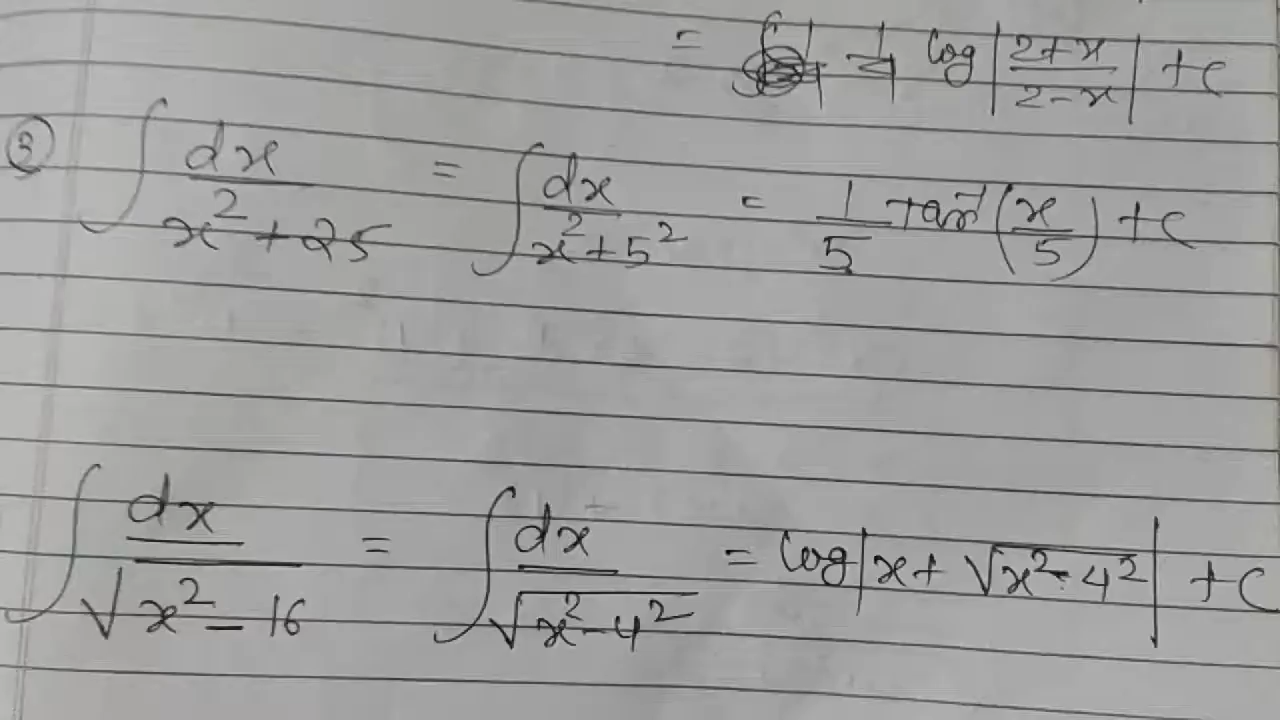 = 1/4 log |2+x/2-x| + c
③ ∫ dx/x²+25 = ∫ dx/x²+5² = 1/5 tan⁻¹(x/5) + c
∫ dx/√x²-16 = ∫ dx/√x²-4² = log |x+√x²-4²| + C